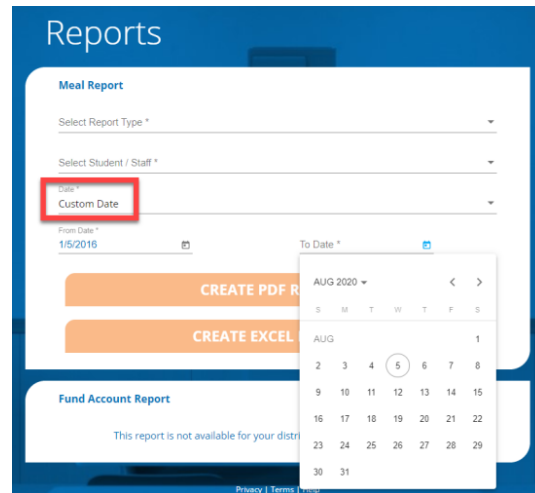 Reports
Meal Report
Select Report Type *
Select Student / Staff *
Date *
Custom Date
From Date *
1/5/2016
To Date *
CREATE PDF R
AUG 2020
S M T W T F S
CREATE EXCEL
AUG 1
2 3 4 5 6 7 8
9 10 11 12 13 14 15
Fund Account Report
16 17 18 19 20 21 22
This report is not available for your distri
23 24 25 26 27 28 29
30 31
Privacy | Terms | Help